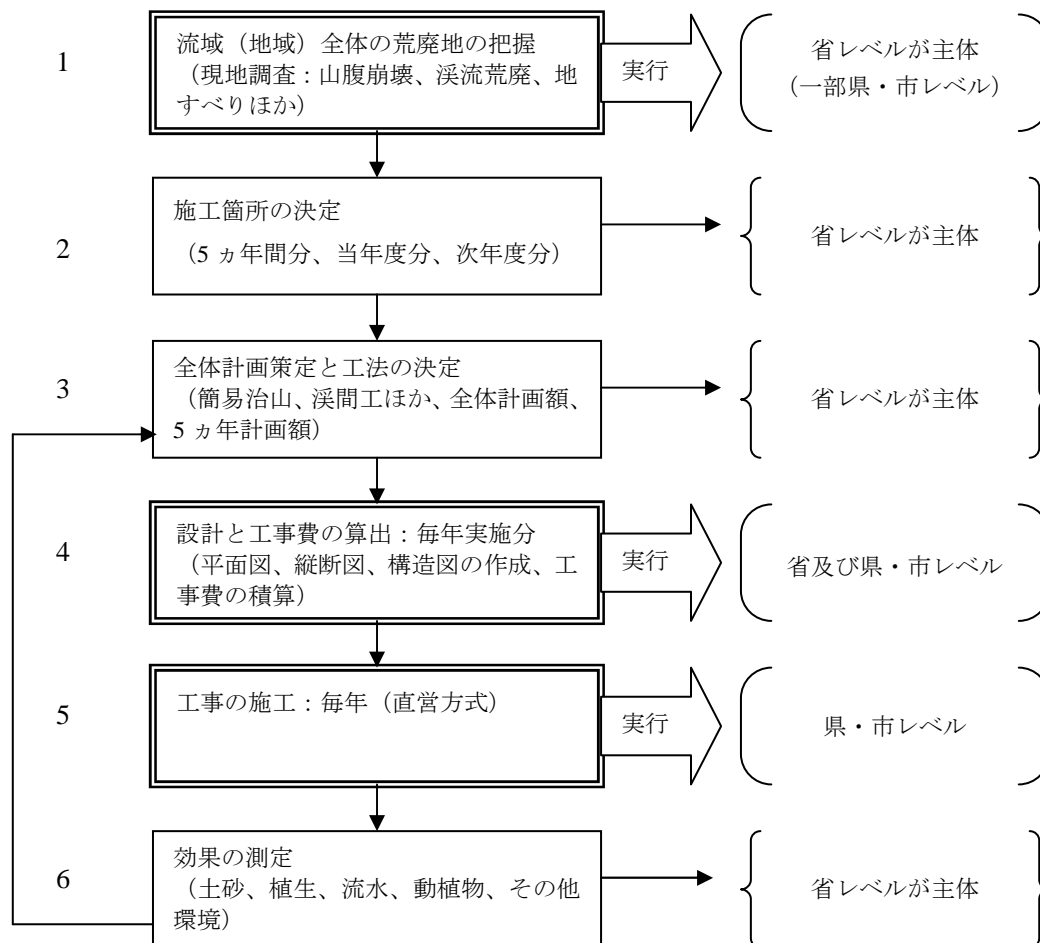 1
流域（地域）全体の荒廃地の把握
（現地調査：山腹崩壊、渓流荒廃、地
すべりほか）
実行
省レベルが主体
（一部県・市レベル）
2
施工箇所の決定
（5 ヵ年間分、当年度分、次年度分）
省レベルが主体
3
全体計画策定と工法の決定
（簡易治山、渓間工ほか、全体計画額、
5 ヵ年計画額）
省レベルが主体
4
設計と工事費の算出：毎年実施分
（平面図、縦断図、構造図の作成、工
事費の積算）
実行
省及び県・市レベル
5
工事の施工：毎年（直営方式）
実行
県・市レベル
6
効果の測定
（土砂、植生、流水、動植物、その他
環境）
省レベルが主体